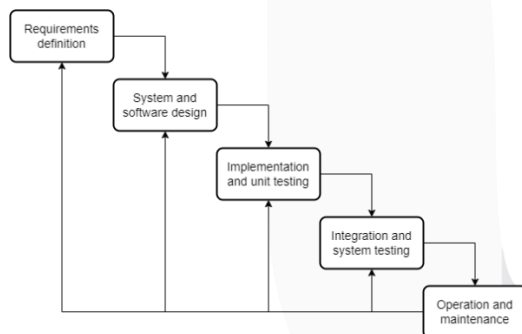 Requirements
definition
System and
software design
Implementation
and unit testing
Integration and
system testing
Operation and
maintenance